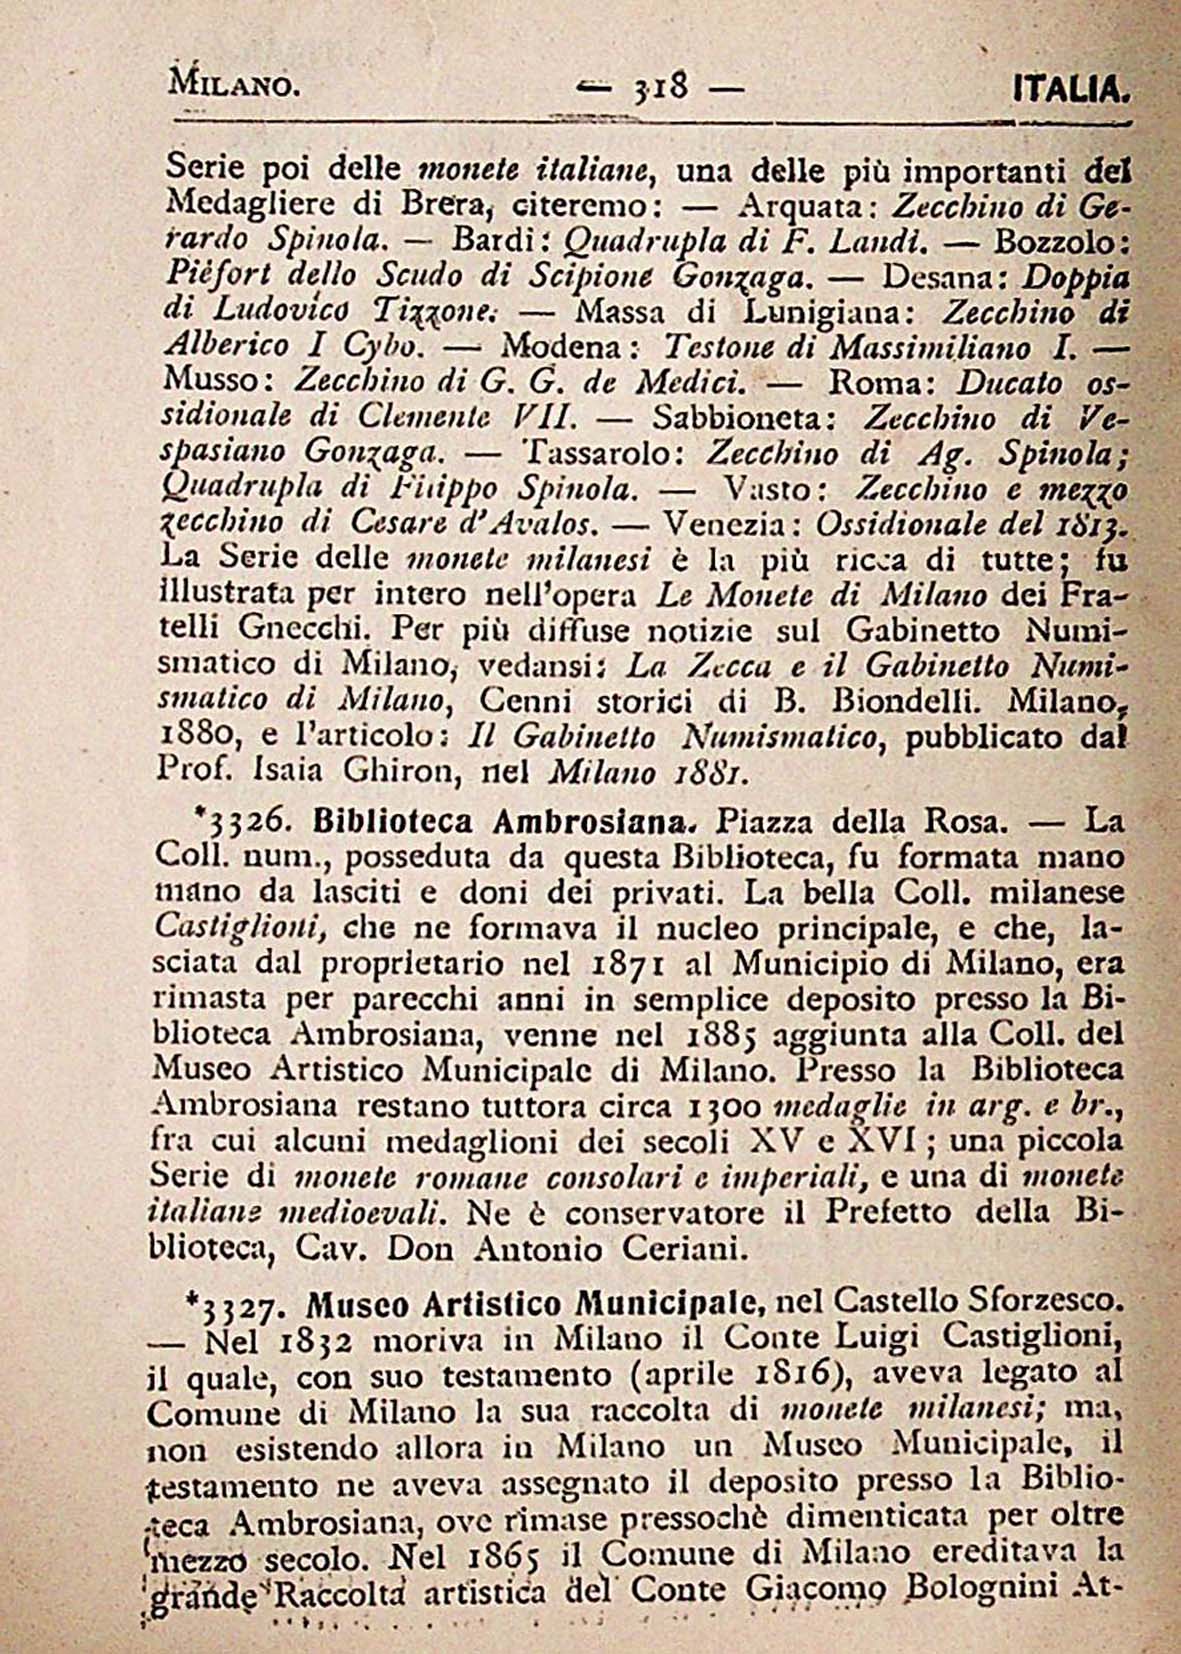 MILANO. — 318 — ITALIA.
Serie poi delle monete italiane, una delle più importanti del
Medagliere di Brera, citeremo: — Arquata: Zecchino di Ge-
rardo Spinola. — Bardi: Quadrupla di F. Landi. — Bozzolo:
Piéfort dello Scudo di Scipione Gonzaga. — Desana: Doppia
di Ludovico Tizzone. — Massa di Lunigiana: Zecchino di
Alberico I Cybo. — Modena: Testone di Massimiliano I. —
Musso: Zecchino di G. G. de Medici. — Roma: Ducato os-
sidionale di Clemente VII. — Sabbioneta: Zecchino di Ve-
spasiano Gonzaga. — Tassarolo: Zecchino di Ag. Spinola;
Quadrupla di Filippo Spinola. — Vasto: Zecchino e mezzo
zecchino di Cesare d'Avalos. — Venezia: Ossidionale del 1813.
La Serie delle monete milanesi è la più ricca di tutte; fu
illustrata per intero nell'opera Le Monete di Milano dei Fra-
telli Gnecchi. Per più diffuse notizie sul Gabinetto Numi-
smatico di Milano, vedansi: La Zecca e il Gabinetto Numi-
smatico di Milano, Cenni storici di B. Biondelli. Milano,
1880, e l'articolo: Il Gabinetto Numismatico, pubblicato dal
Prof. Isaia Ghiron, nel Milano 1881.
*3326. Biblioteca Ambrosiana. Piazza della Rosa. — La
Coll. num., posseduta da questa Biblioteca, fu formata mano
mano da lasciti e doni dei privati. La bella Coll. milanese
Castiglioni, che ne formava il nucleo principale, e che, la-
sciata dal proprietario nel 1871 al Municipio di Milano, era
rimasta per parecchi anni in semplice deposito presso la Bi-
blioteca Ambrosiana, venne nel 1885 aggiunta alla Coll. del
Museo Artistico Municipale di Milano. Presso la Biblioteca
Ambrosiana restano tuttora circa 1300 medaglie in arg. e br.,
fra cui alcuni medaglioni dei secoli XV e XVI; una piccola
Serie di monete romane consolari e imperiali, e una di monete
italiane medioevali. Ne è conservatore il Prefetto della Bi-
blioteca, Cav. Don Antonio Ceriani.
*3327. Museo Artistico Municipale, nel Castello Sforzesco.
— Nel 1832 moriva in Milano il Conte Luigi Castiglioni,
il quale, con suo testamento (aprile 1816), aveva legato al
Comune di Milano la sua raccolta di monete milanesi; ma,
non esistendo allora in Milano un Museo Municipale, il
testamento ne aveva assegnato il deposito presso la Biblio-
teca Ambrosiana, ove rimase pressochè dimenticata per oltre
mezzo secolo. Nel 1865 il Comune di Milano ereditava la
grande Raccolta artistica del Conte Giacomo Bolognini At-